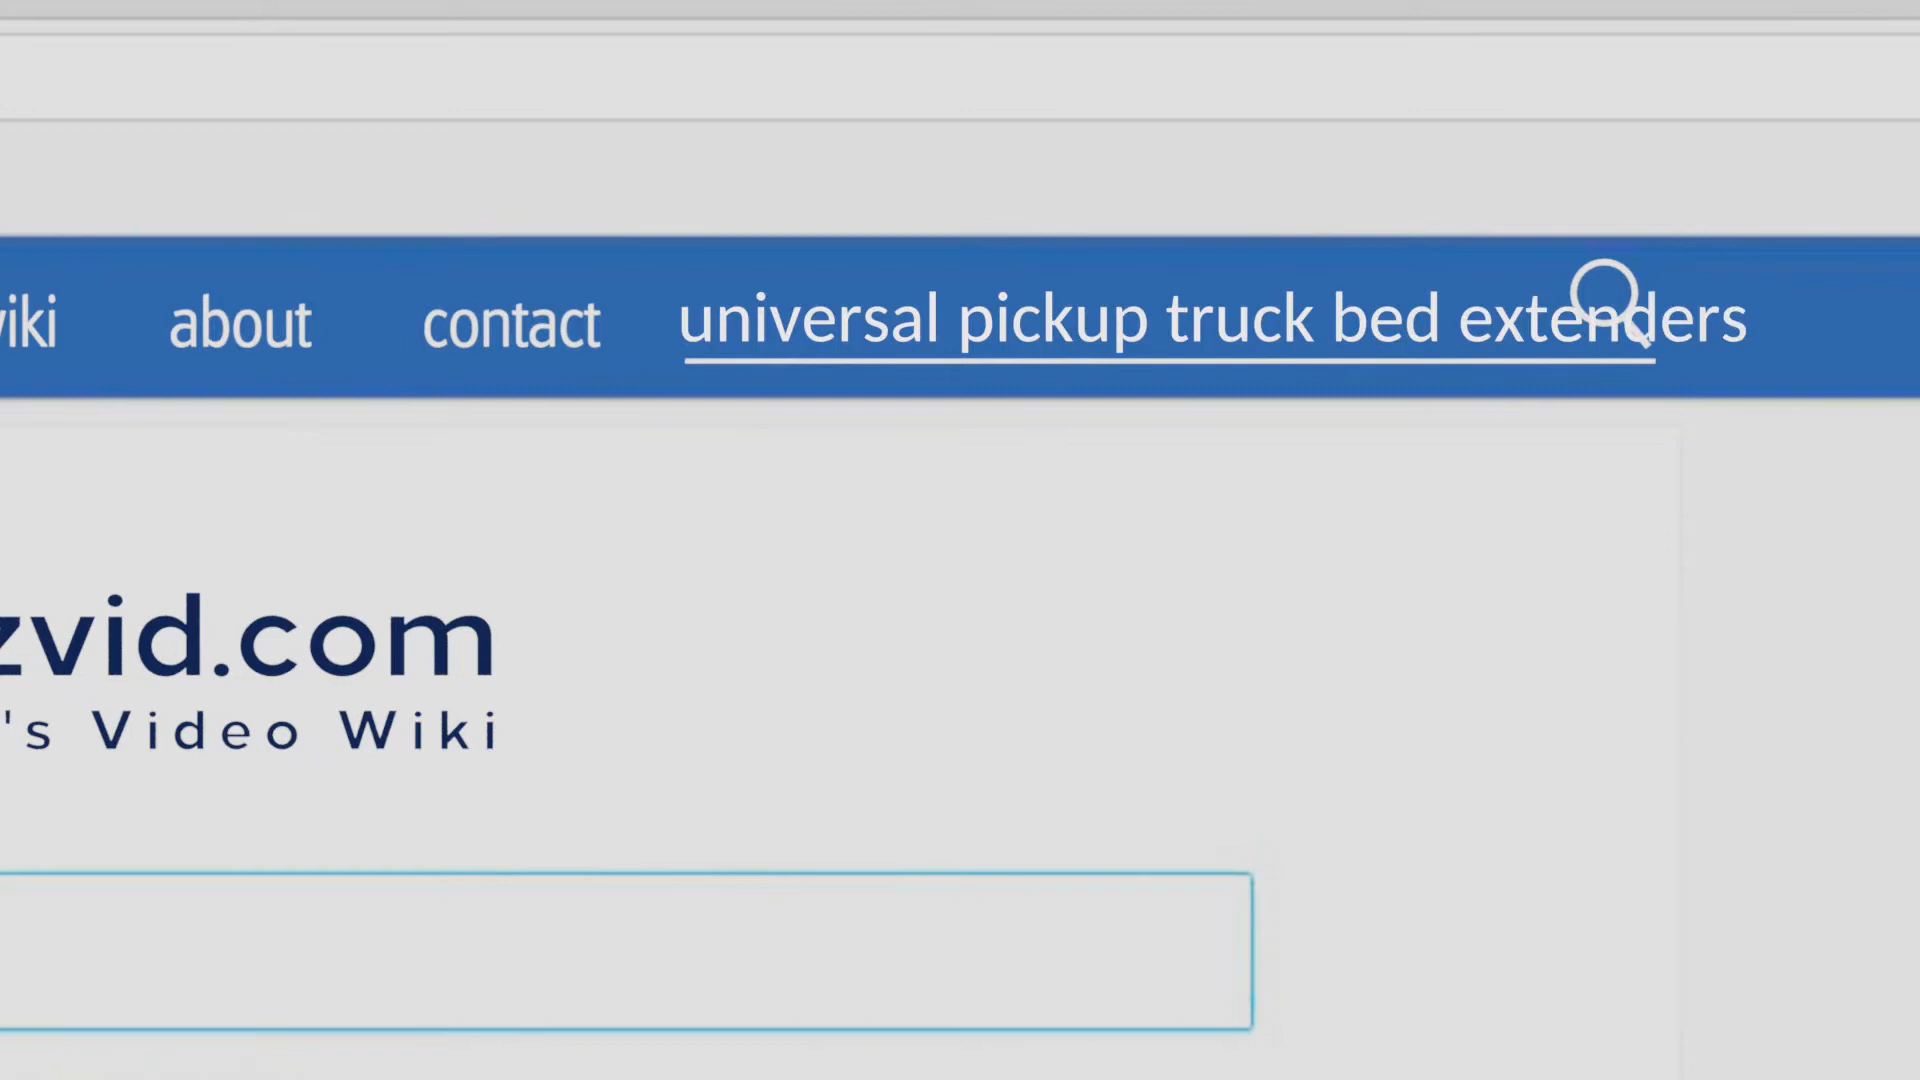 about contact universal pickup truck bed extenders
zvid.com
's Video Wiki